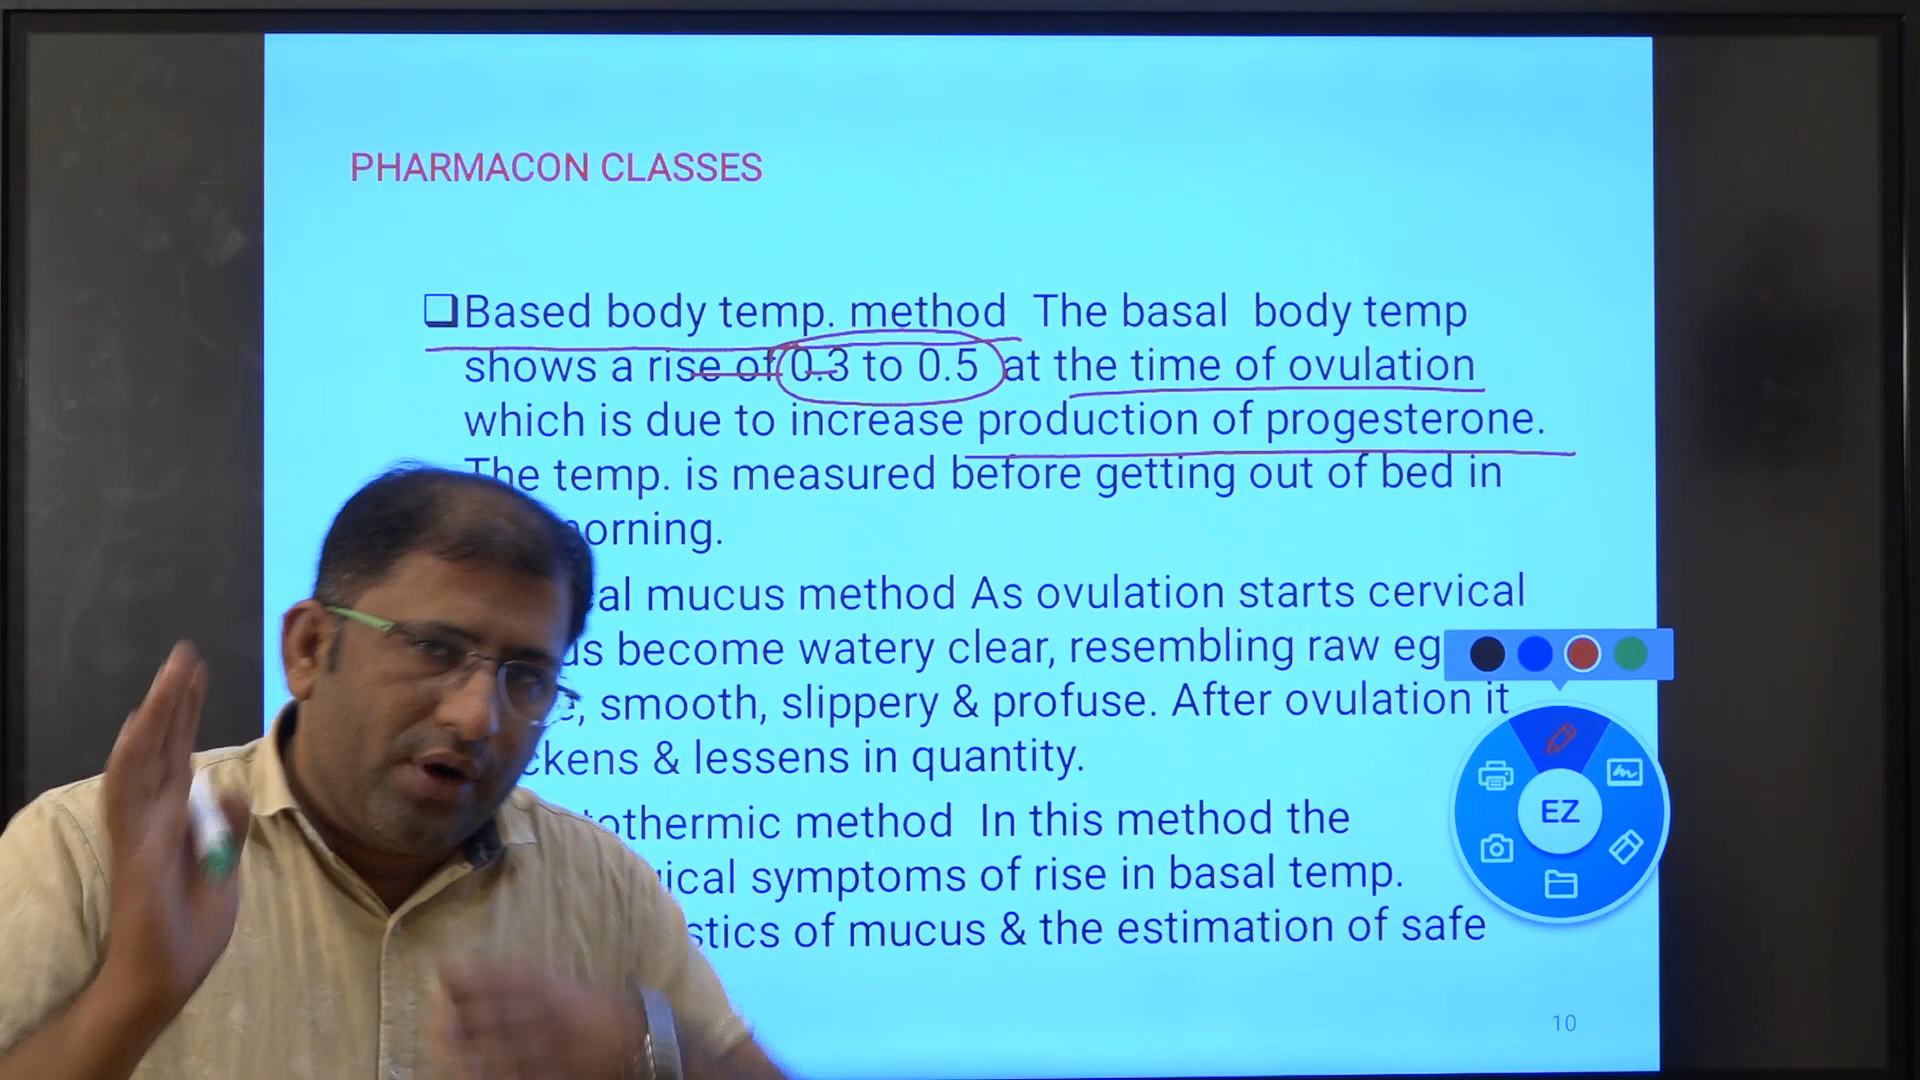 PHARMACON CLASSES
Based body temp. method The basal body temp
shows a rise of 0.3 to 0.5 at the time of ovulation
which is due to increase production of progesterone.
The temp. is measured before getting out of bed in
orning.
al mucus method As ovulation starts cervical
us become watery clear, resembling raw eg
e, smooth, slippery & profuse. After ovulation it
ckens & lessens in quantity.
tothermic method In this method the
ical symptoms of rise in basal temp.
stics of mucus & the estimation of safe
EZ
10